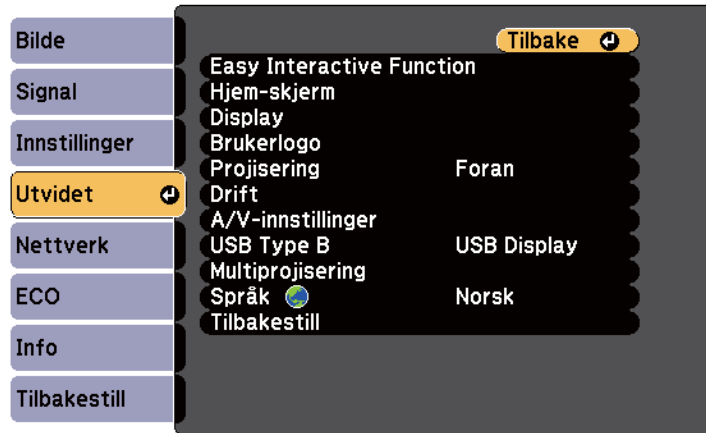 Bilde
Signal
Innstillinger
Utvidet
Nettverk
ECO
Info
Tilbakestill
Tilbake
Easy Interactive Function
Hjem-skjerm
Display
Brukerlogo
Projisering Foran
Drift
A/V-innstillinger
USB Type B USB Display
Multiprojisering
Språk Norsk
Tilbakestill